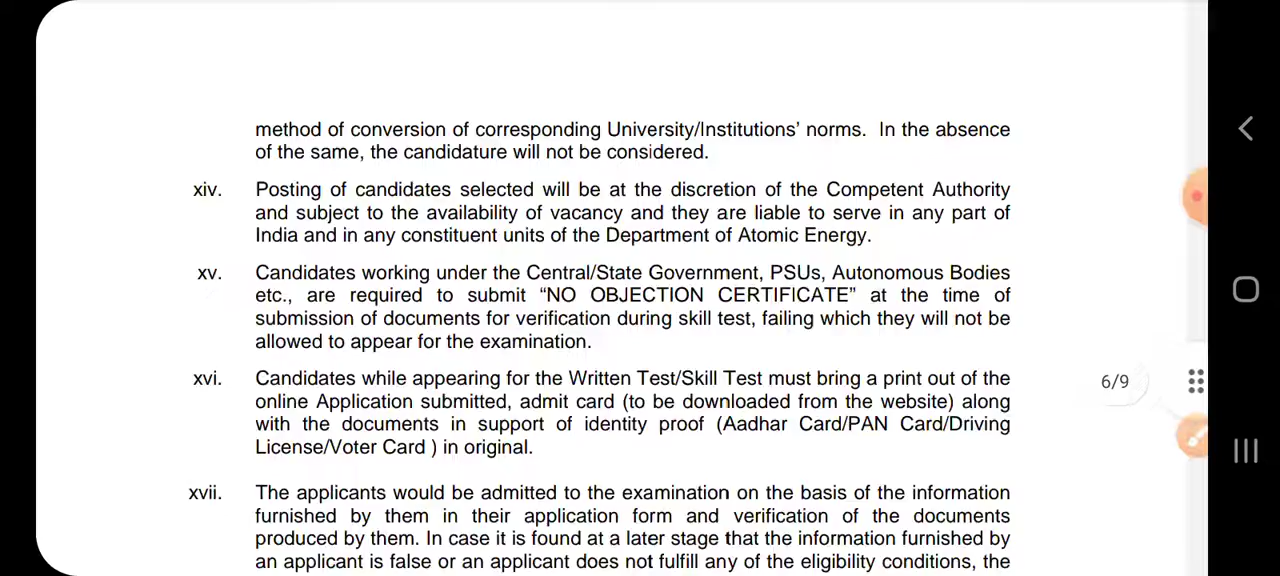 method of conversion of corresponding University/Institutions’ norms. In the absence
of the same, the candidature will not be considered.
xiv. Posting of candidates selected will be at the discretion of the Competent Authority
and subject to the availability of vacancy and they are liable to serve in any part of
India and in any constituent units of the Department of Atomic Energy.
xv. Candidates working under the Central/State Government, PSUs, Autonomous Bodies
etc., are required to submit “NO OBJECTION CERTIFICATE” at the time of
submission of documents for verification during skill test, failing which they will not be
allowed to appear for the examination.
xvi. Candidates while appearing for the Written Test/Skill Test must bring a print out of the
online Application submitted, admit card (to be downloaded from the website) along
with the documents in support of identity proof (Aadhar Card/PAN Card/Driving
License/Voter Card ) in original.
6/9
xvii. The applicants would be admitted to the examination on the basis of the information
furnished by them in their application form and verification of the documents
produced by them. In case it is found at a later stage that the information furnished by
an applicant is false or an applicant does not fulfill any of the eligibility conditions, the